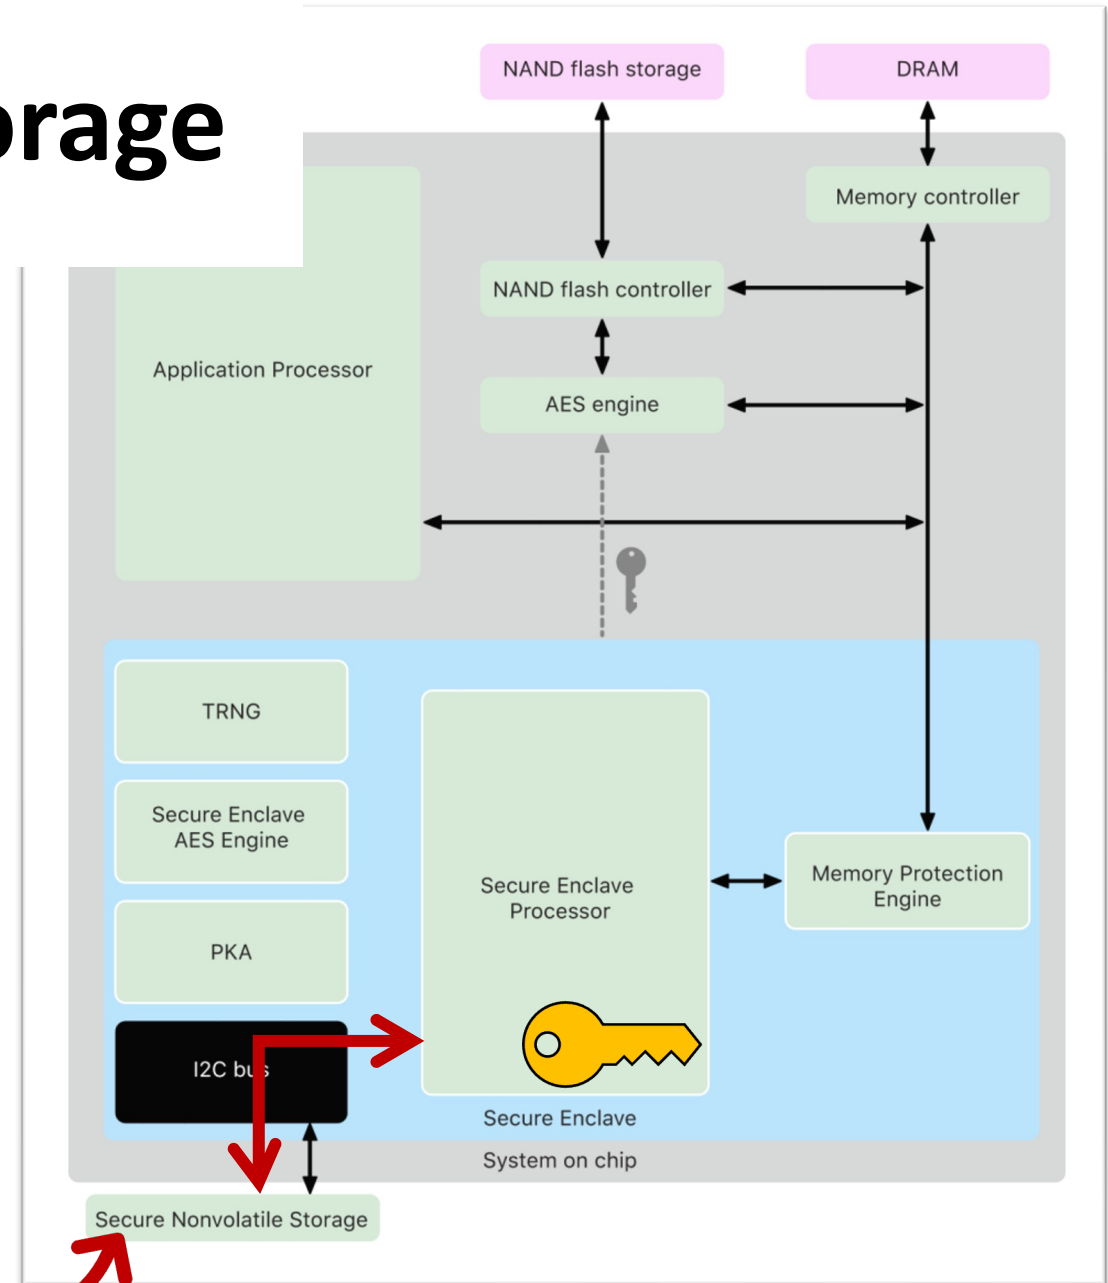 orage
NAND flash storage
DRAM
Memory controller
NAND flash controller
Application Processor
AES engine
TRNG
Secure Enclave
AES Engine
Secure Enclave
Processor
Memory Protection
Engine
PKA
I2C bus
Secure Enclave
System on chip
Secure Nonvolatile Storage